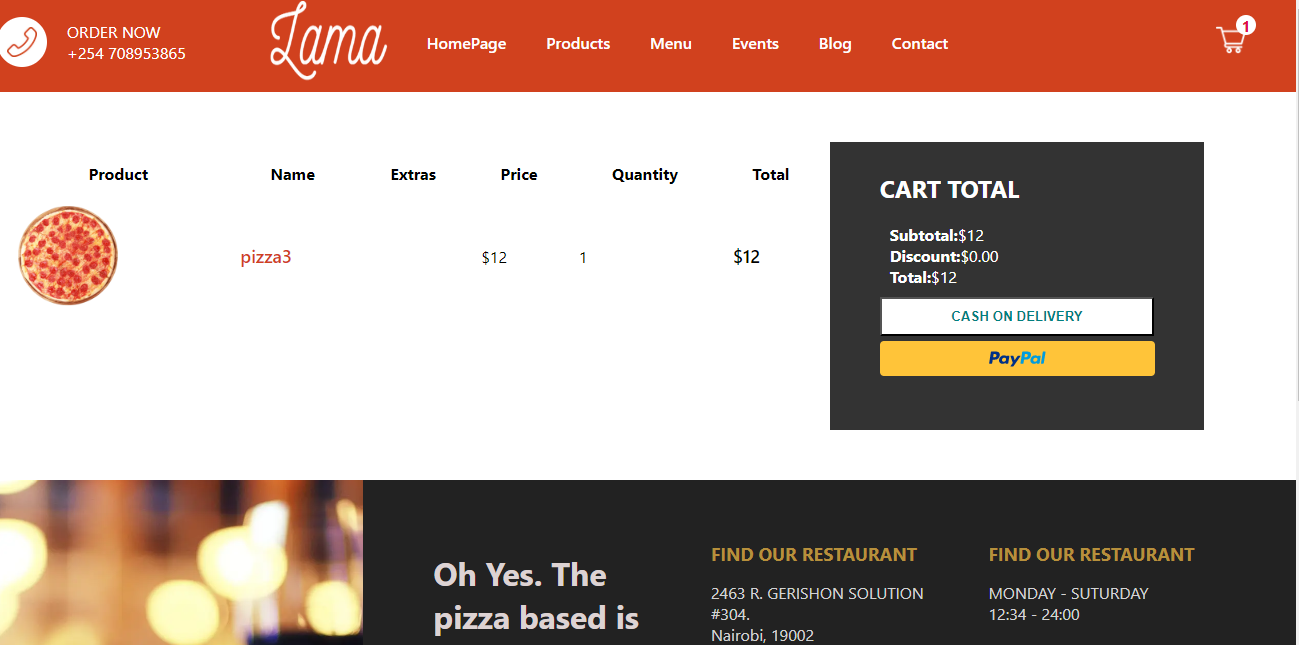 ORDER NOW
+254 708953865
Lama
HomePage
Products
Menu
Events
Blog
Contact
1
Product Name Extras Price Quantity Total
pizza3 $12 1 $12
CART TOTAL
Subtotal:$12
Discount:$0.00
Total:$12
CASH ON DELIVERY
PayPal
Oh Yes. The
pizza based is
FIND OUR RESTAURANT
2463 R. GERISHON SOLUTION
#304.
Nairobi, 19002
FIND OUR RESTAURANT
MONDAY - SUTURDAY
12:34 - 24:00